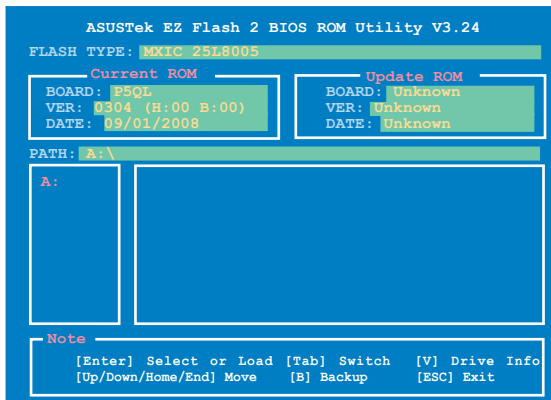 ASUSTek EZ Flash 2 BIOS ROM Utility V3.24
FLASH TYPE: MXIC 25L8005
Current ROM
BOARD: P5QL
VER: 0304 (H:00 B:00)
DATE: 09/01/2008
Update ROM
BOARD: Unknown
VER: Unknown
DATE: Unknown
PATH: A:\
A:
Note
[Enter] Select or Load [Tab] Switch [V] Drive Info
[Up/Down/Home/End] Move [B] Backup [ESC] Exit